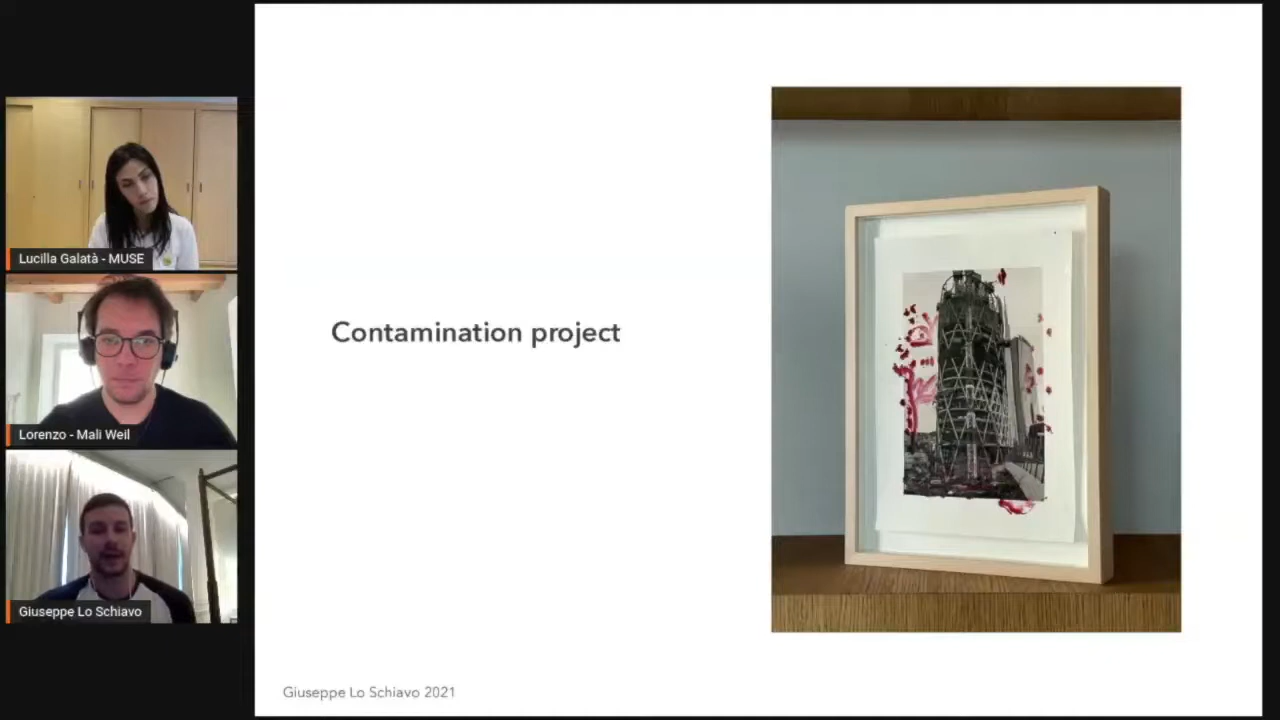 Lucilla Galatà - MUSE
Lorenzo - Mali Weil
Giuseppe Lo Schiavo
Contamination project
Giuseppe Lo Schiavo 2021